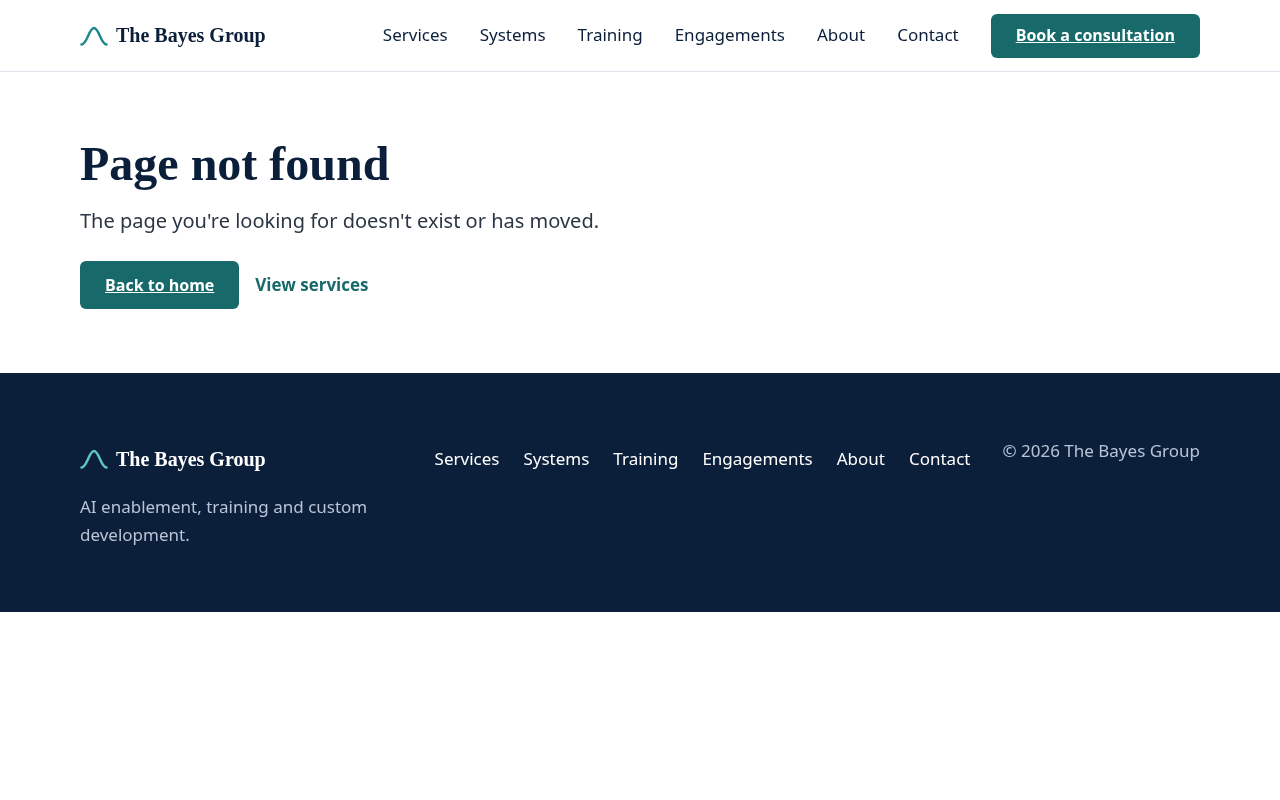 The Bayes Group
Services Systems Training Engagements About Contact Book a consultation
Page not found
The page you're looking for doesn't exist or has moved.
Back to home View services
The Bayes Group
AI enablement, training and custom
development.
Services Systems Training Engagements About Contact
© 2026 The Bayes Group